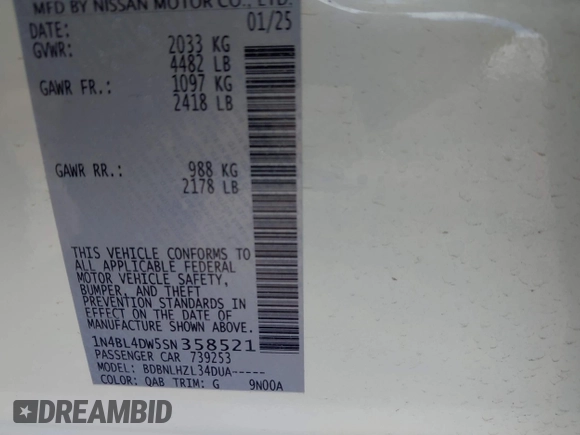 MFD BY NISSAN MOTOR CO., LTD.
DATE: 01/25
GVWR: 2033 KG
4482 LB
GAWR FR.: 1097 KG
2418 LB
GAWR RR.: 988 KG
2178 LB
THIS VEHICLE CONFORMS TO
ALL APPLICABLE FEDERAL
MOTOR VEHICLE SAFETY,
BUMPER, AND THEFT
PREVENTION STANDARDS IN
EFFECT ON THE DATE OF
MANUFACTURE SHOWN ABOVE.
1N4BL4DW5SN358521
PASSENGER CAR 739253
MODEL: BDBNLHZL34DUA-----
COLOR: QAB TRIM: G 9N00A
DREAMBID